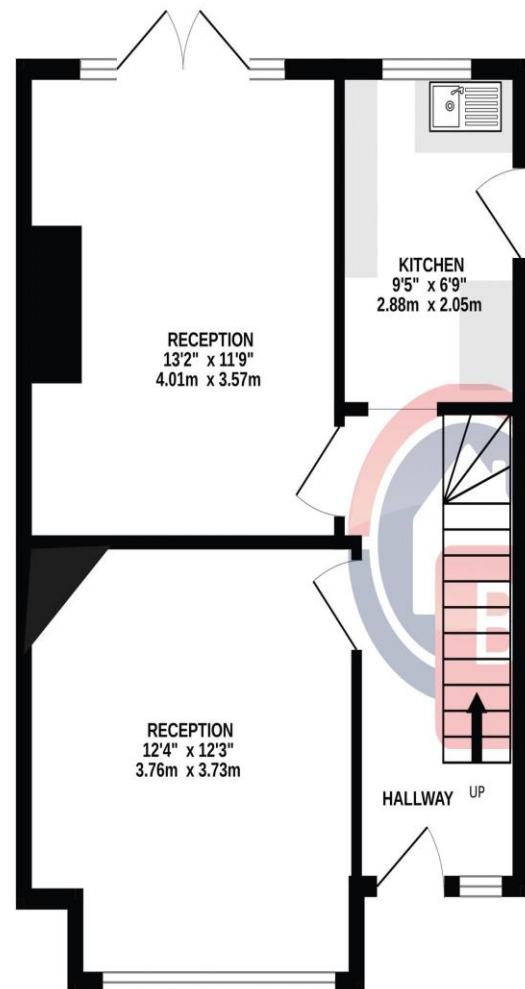 KITCHEN
9'5" x 6'9"
2.88m x 2.05m
RECEPTION
13'2" x 11'9"
4.01m x 3.57m
RECEPTION
12'4" x 12'3"
3.76m x 3.73m
HALLWAY
UP